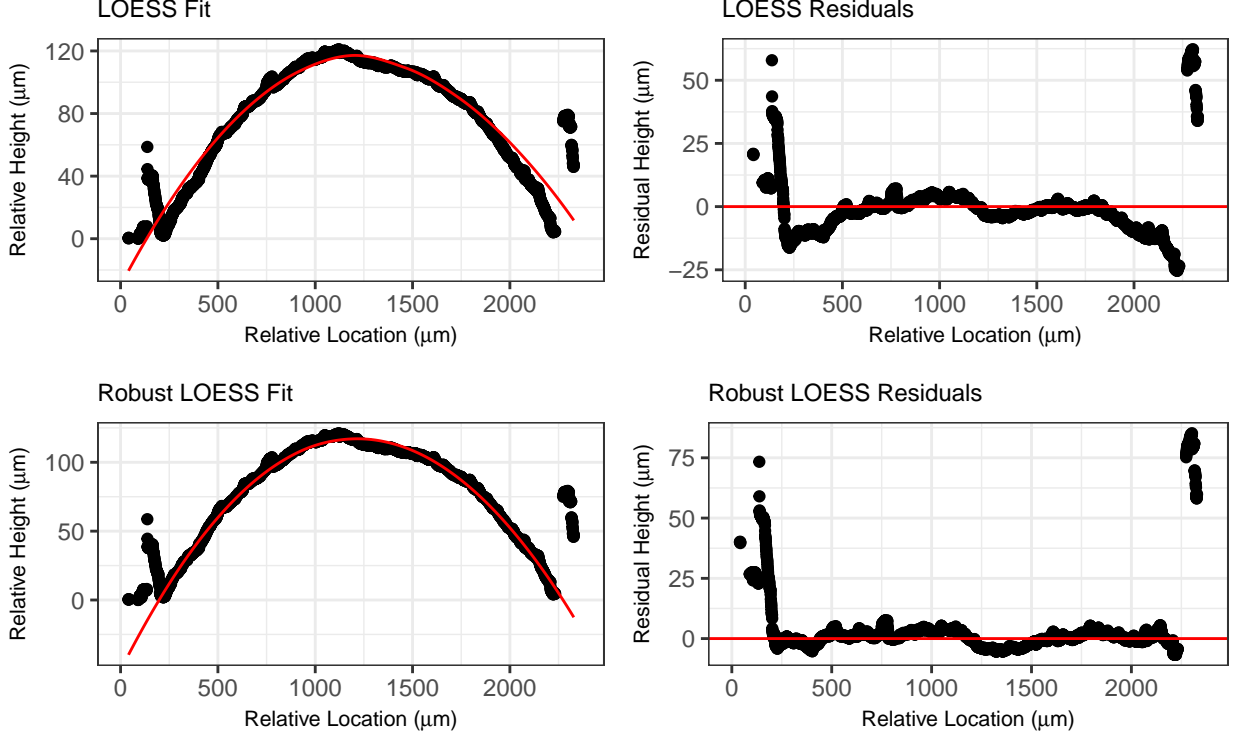 LOESS Fit
LOESS Residuals
Relative Height (μm)
120
80
40
0
0 500 1000 1500 2000
Relative Location (μm)
Residual Height (μm)
50
25
0
−25
0 500 1000 1500 2000
Relative Location (μm)
Robust LOESS Fit
Robust LOESS Residuals
Relative Height (μm)
100
50
0
0 500 1000 1500 2000
Relative Location (μm)
Residual Height (μm)
75
50
25
0
0 500 1000 1500 2000
Relative Location (μm)